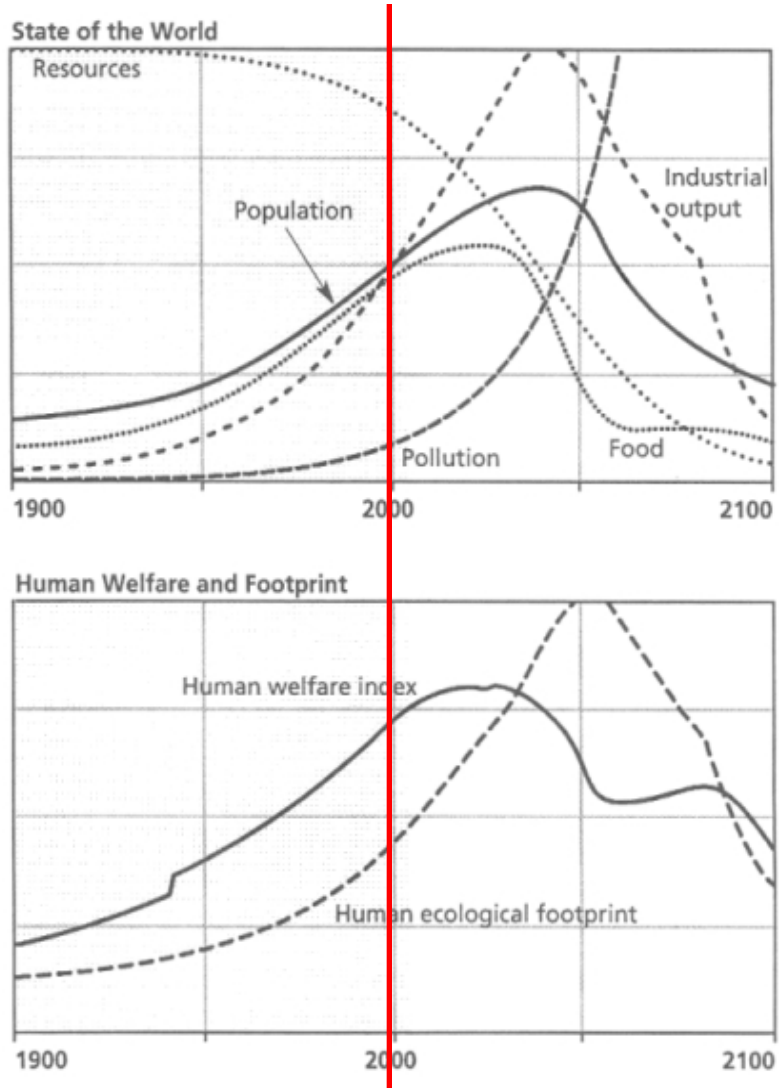 State of the World
Resources
Population
Industrial
output
Pollution
Food
1900
2000
2100
Human Welfare and Footprint
Human welfare index
Human ecological footprint
1900
2000
2100